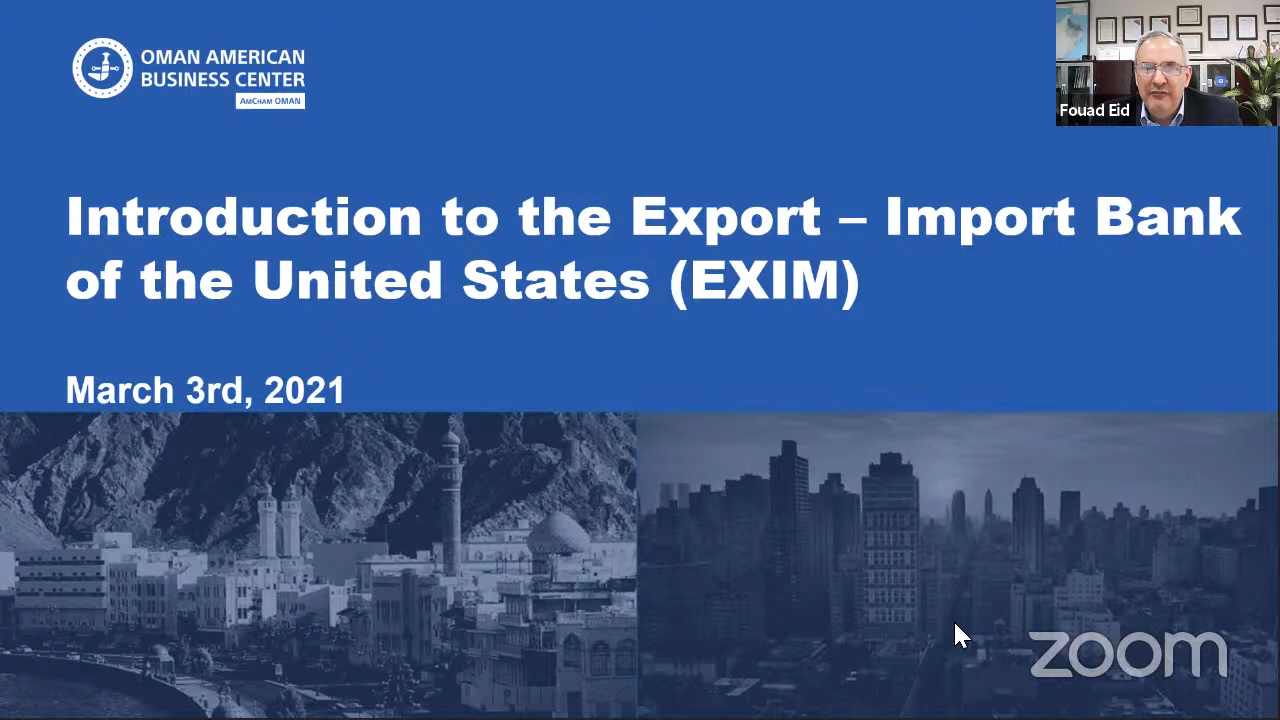 OMAN AMERICAN
BUSINESS CENTER
AMCHAM OMAN
Fouad Eid
Introduction to the Export – Import Bank
of the United States (EXIM)
March 3rd, 2021
zoom